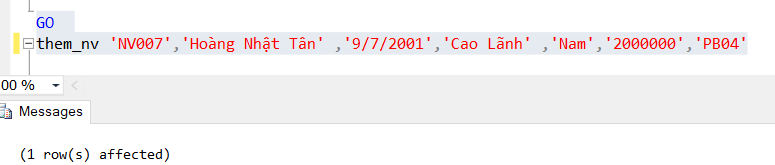 GO
them_nv 'NV007','Hoàng Nhật Tân' ,'9/7/2001','Cao Lãnh' ,'Nam','2000000','PB04'
00 %
Messages
(1 row(s) affected)